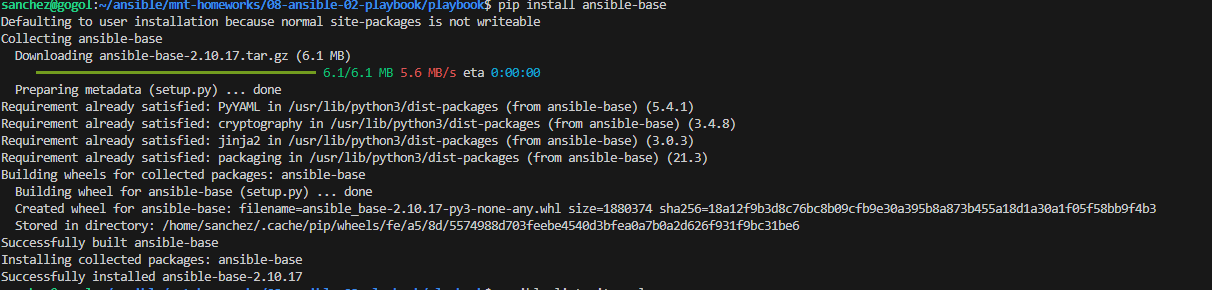 sanchez@gogol:~/ansible/mnt-homeworks/08-ansible-02-playbook/playbook$ pip install ansible-base
Defaulting to user installation because normal site-packages is not writeable
Collecting ansible-base
  Downloading ansible-base-2.10.17.tar.gz (6.1 MB)
     6.1/6.1 MB 5.6 MB/s eta 0:00:00
  Preparing metadata (setup.py) ... done
Requirement already satisfied: PyYAML in /usr/lib/python3/dist-packages (from ansible-base) (5.4.1)
Requirement already satisfied: cryptography in /usr/lib/python3/dist-packages (from ansible-base) (3.4.8)
Requirement already satisfied: jinja2 in /usr/lib/python3/dist-packages (from ansible-base) (3.0.3)
Requirement already satisfied: packaging in /usr/lib/python3/dist-packages (from ansible-base) (21.3)
Building wheels for collected packages: ansible-base
  Building wheel for ansible-base (setup.py) ... done
  Created wheel for ansible-base: filename=ansible_base-2.10.17-py3-none-any.whl size=1880374 sha256=18a12f9b3d8c76bc8b09cfb9e30a395b8a873b455a18d1a30a1f05f58bb9f4b3
  Stored in directory: /home/sanchez/.cache/pip/wheels/fe/a5/8d/5574988d703feebe4540d3bfea0a7b0a2d626f931f9bc31be6
Successfully built ansible-base
Installing collected packages: ansible-base
Successfully installed ansible-base-2.10.17